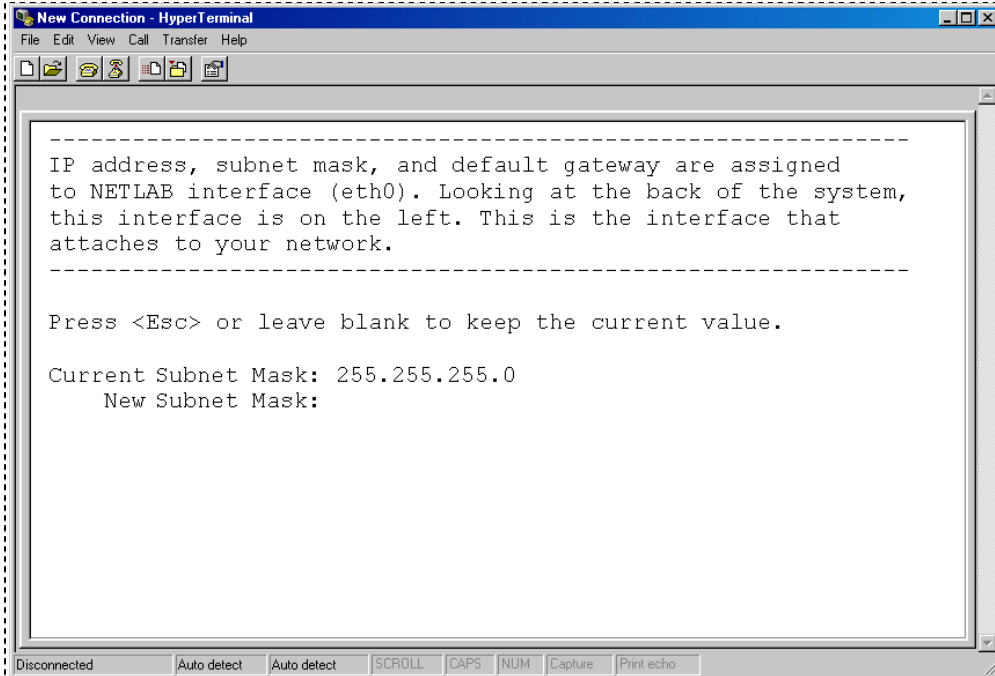 New Connection - HyperTerminal
File Edit View Call Transfer Help
---------------------------------------------------------------
IP address, subnet mask, and default gateway are assigned
to NETLAB interface (eth0). Looking at the back of the system,
this interface is on the left. This is the interface that
attaches to your network.
---------------------------------------------------------------
Press <Esc> or leave blank to keep the current value.
Current Subnet Mask: 255.255.255.0
New Subnet Mask:
Disconnected Auto detect Auto detect SCROLL CAPS NUM Capture Print echo